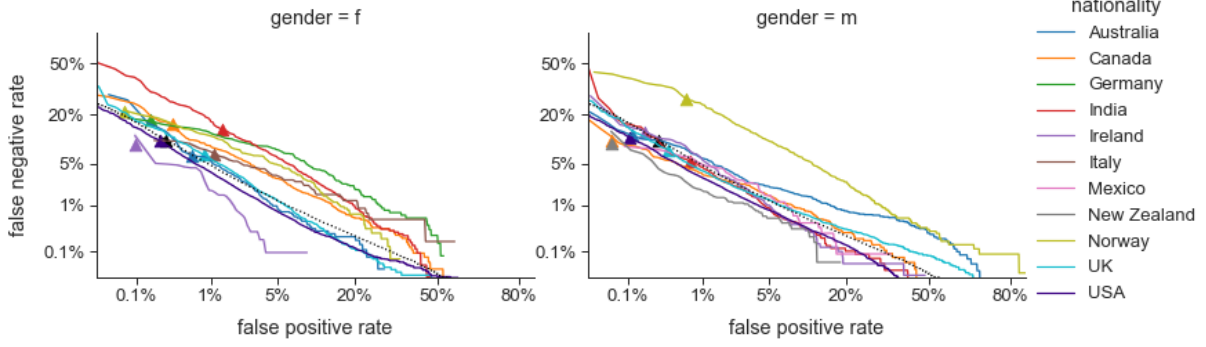 gender = f
gender = m
nationality
Australia
Canada
Germany
India
Ireland
Italy
Mexico
New Zealand
Norway
UK
USA
false negative rate
50%
20%
5%
1%
0.1%
0.1%
1%
5%
20%
50%
80%
false positive rate
50%
20%
5%
1%
0.1%
0.1%
1%
5%
20%
50%
80%
false positive rate